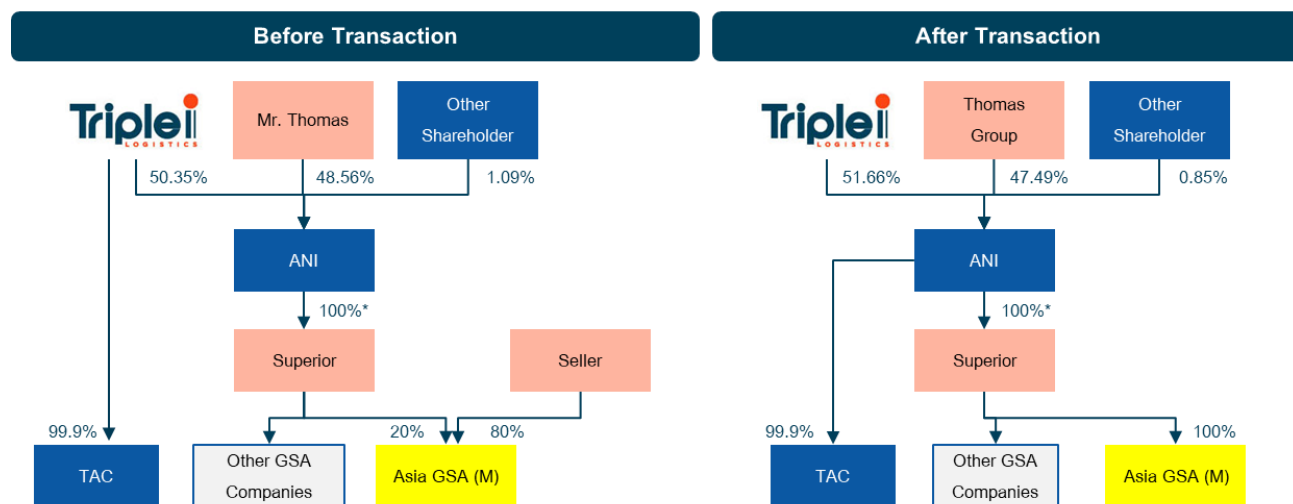 Before Transaction
After Transaction
Triplei
LOGISTICS
Mr. Thomas
Other
Shareholder
50.35%
48.56%
1.09%
ANI
100%*
Superior
Seller
99.9%
20%
80%
TAC
Other GSA
Companies
Asia GSA (M)
Triplei
LOGISTICS
Thomas
Group
Other
Shareholder
51.66%
47.49%
0.85%
ANI
100%*
Superior
99.9%
100%
TAC
Other GSA
Companies
Asia GSA (M)